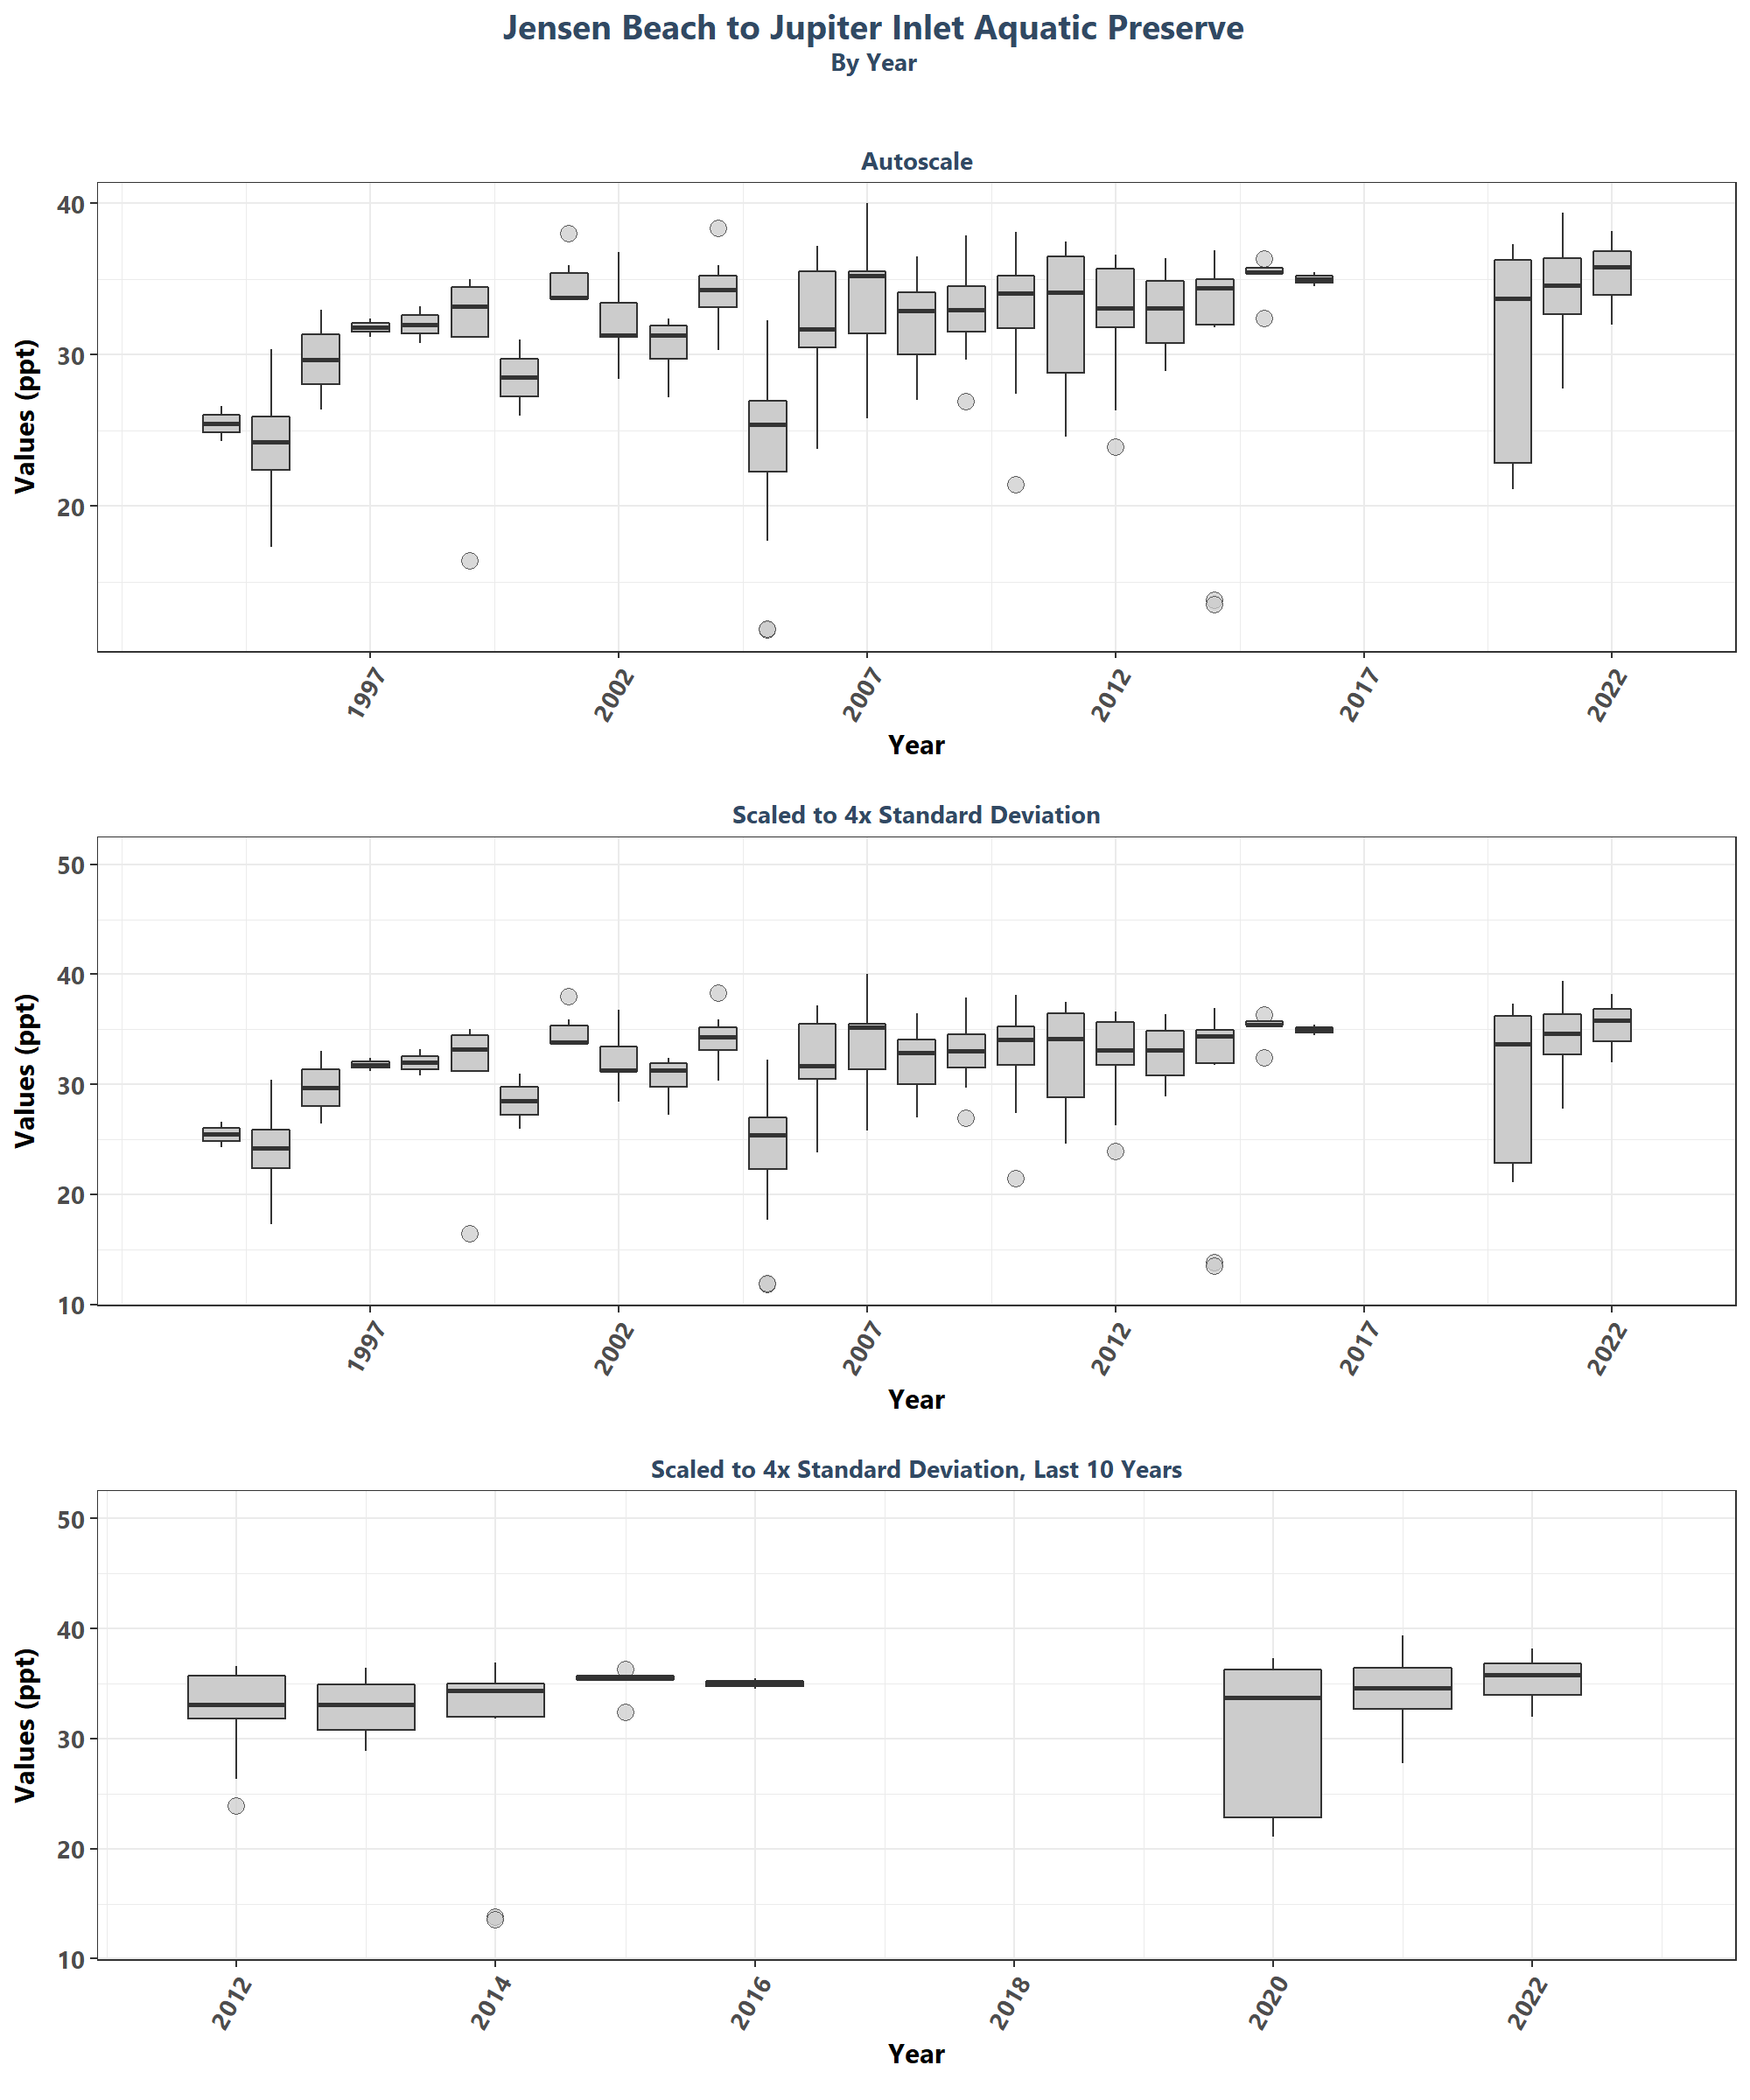 Jensen Beach to Jupiter Inlet Aquatic Preserve
By Year
Autoscale
Values (ppt)
40
30
20
1997
2002
2007
2012
2017
2022
Year
Scaled to 4x Standard Deviation
Values (ppt)
50
40
30
20
10
1997
2002
2007
2012
2017
2022
Year
Scaled to 4x Standard Deviation, Last 10 Years
Values (ppt)
50
40
30
20
10
2012
2014
2016
2018
2020
2022
Year